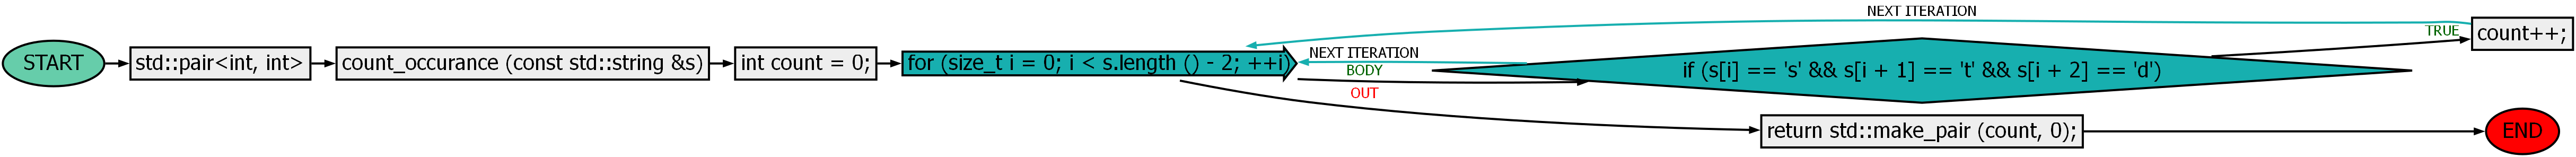 START
std::pair<int, int>
count_occurance (const std::string &s)
int count = 0;
for (size_t i = 0; i < s.length () - 2; ++i)
NEXT ITERATION
NEXT ITERATION
BODY
OUT
if (s[i] == 's' && s[i + 1] == 't' && s[i + 2] == 'd')
TRUE
count++;
return std::make_pair (count, 0);
END